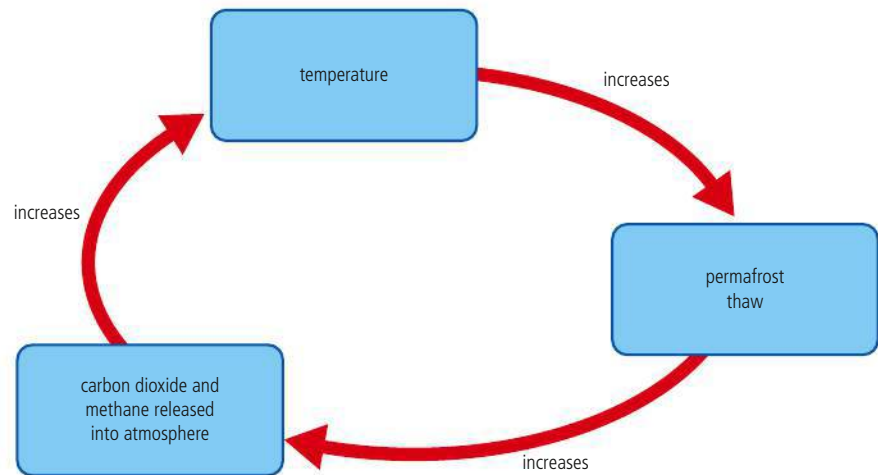 temperature
increases
permafrost
thaw
increases
carbon dioxide and
methane released
into atmosphere
increases